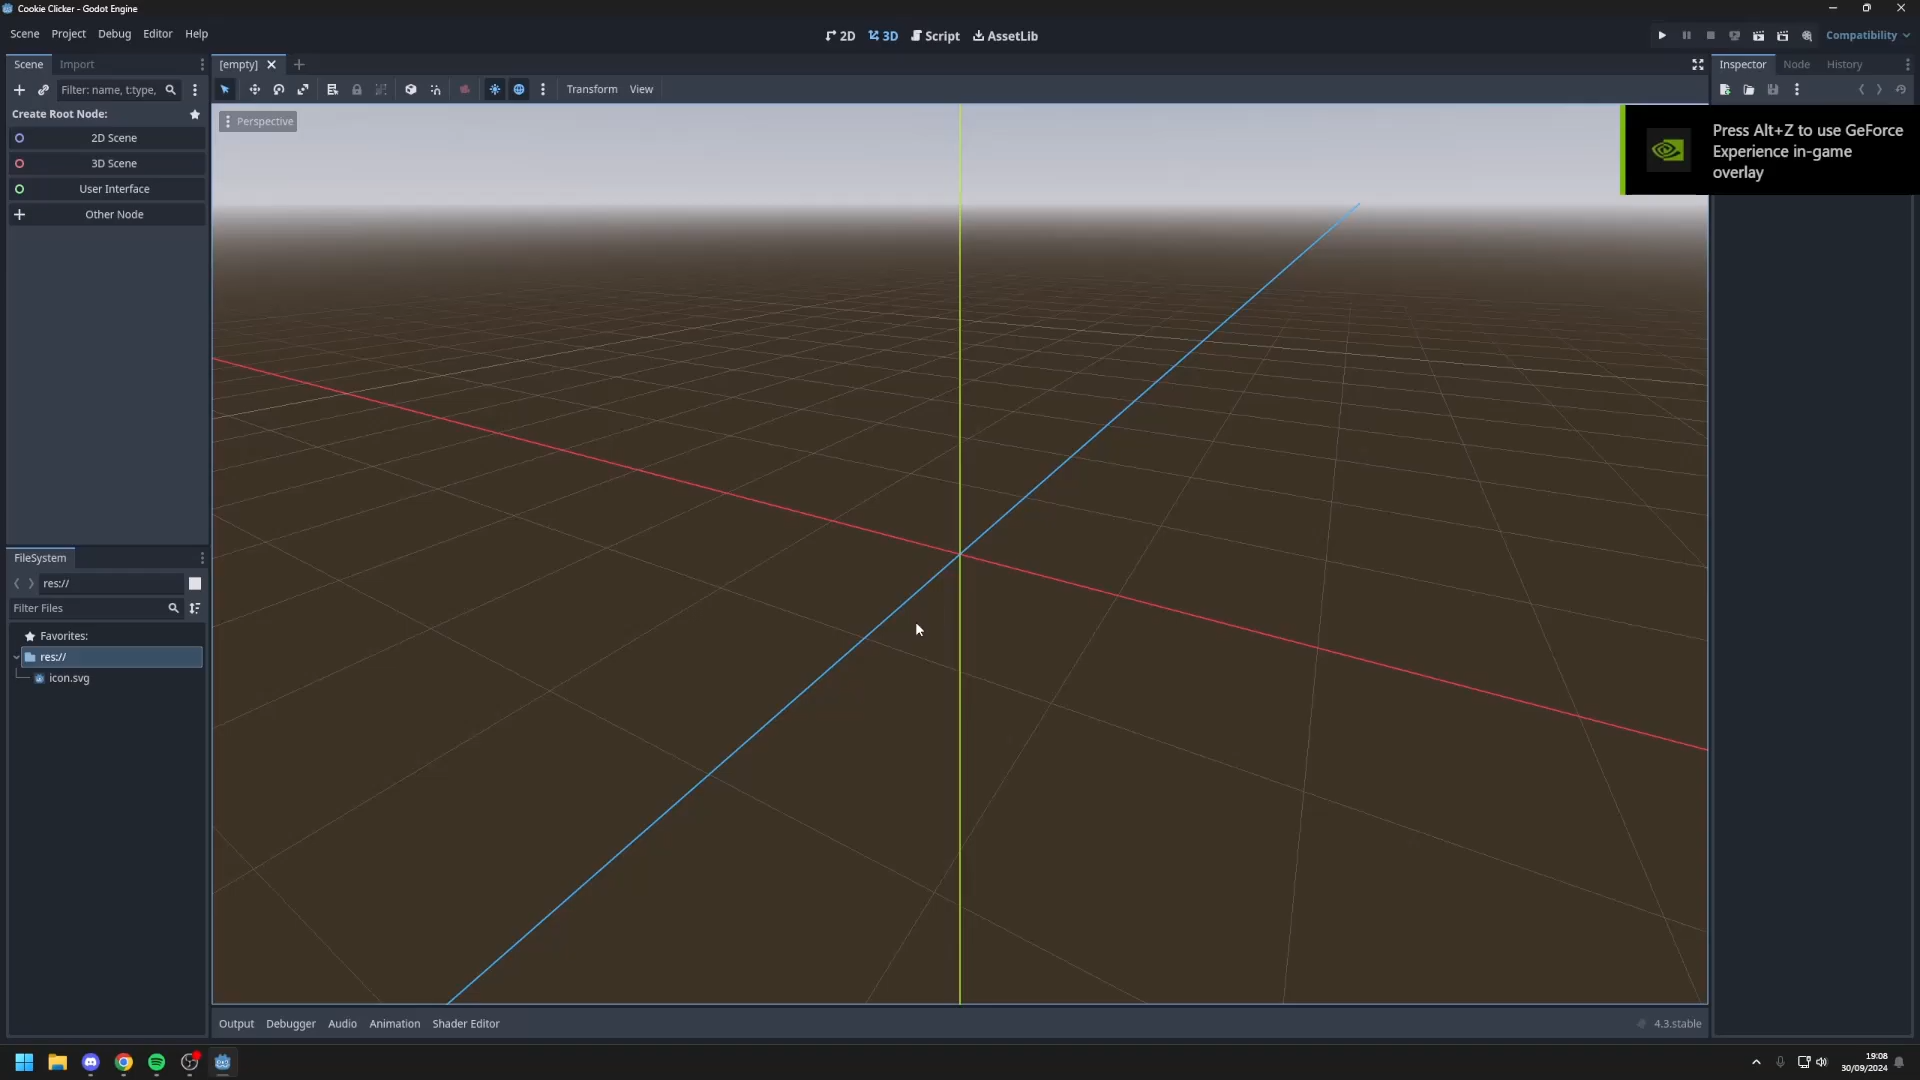 Cookie Clicker - Godot Engine
Scene Project Debug Editor Help
2D 3D Script AssetLib
Compatibility
Scene Import
[empty]
Inspector Node History
Filter: name, t:type,
Transform View
Create Root Node:
2D Scene
3D Scene
User Interface
Other Node
Perspective
Press Alt+Z to use GeForce
Experience in-game
overlay
FileSystem
res://
Filter Files
Favorites:
res://
icon.svg
Output Debugger Audio Animation Shader Editor
4.3.stable
19:08
30/09/2024